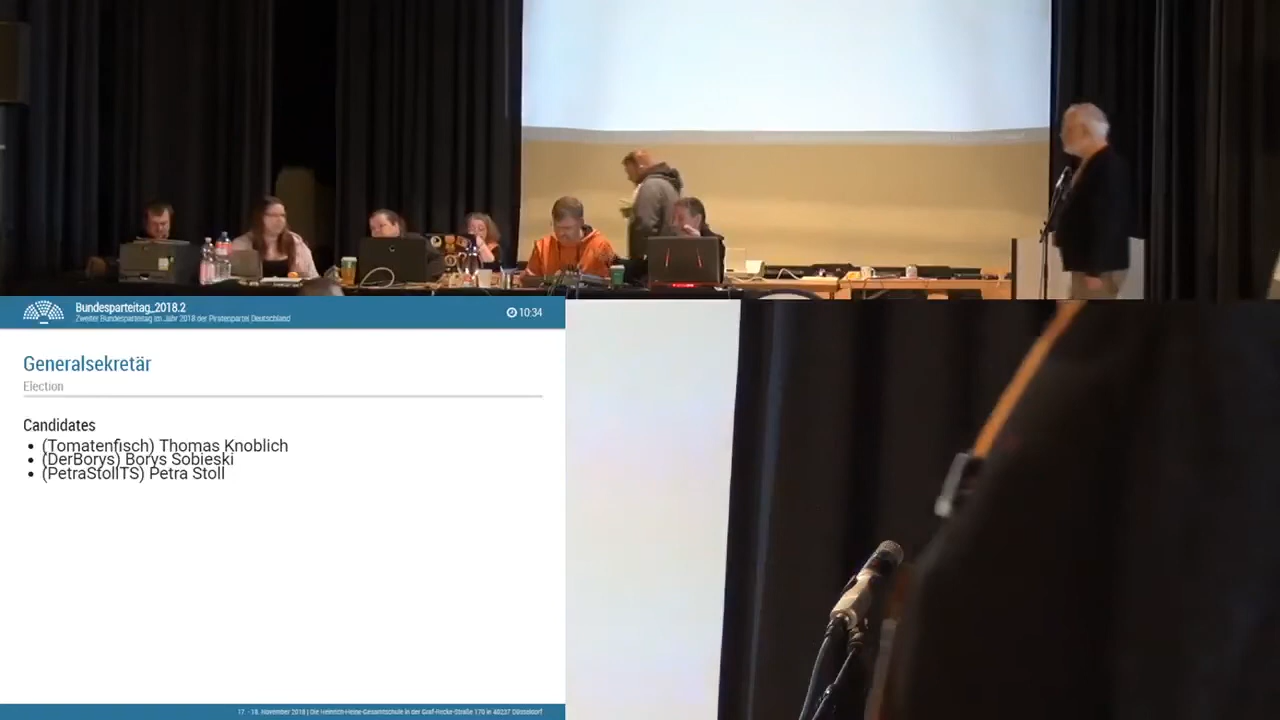 Bundesparteitag_2018.2
Zweiter Bundesparteitag im Jahr 2018 der Piratenpartei Deutschland
10:34
Generalsekretär
Election
Candidates
• (Tomatenfisch) Thomas Knoblich
• (DerBorys) Borys Sobieski
• (PetraStollTS) Petra Stoll
17. - 18. November 2018 | Die Heinrich-Heine-Gesamtschule in der Graf-Recke-Straße 170 in 40237 Düsseldorf